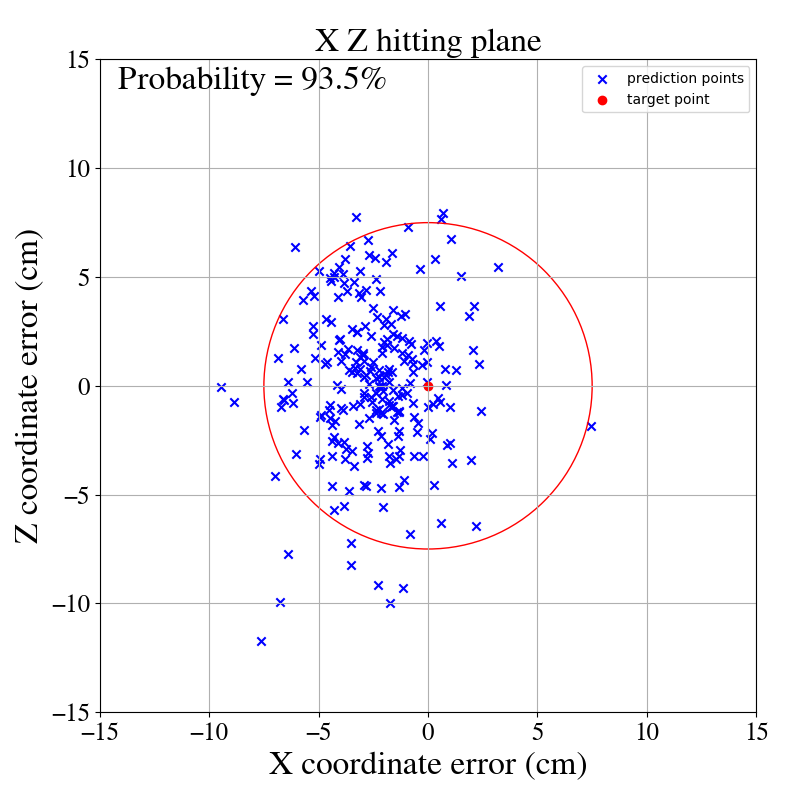 X Z hitting plane
Probability = 93.5%
prediction points
target point
15
10
5
0
−5
−10
−15
Z coordinate error (cm)
−15 −10 −5 0 5 10 15
X coordinate error (cm)